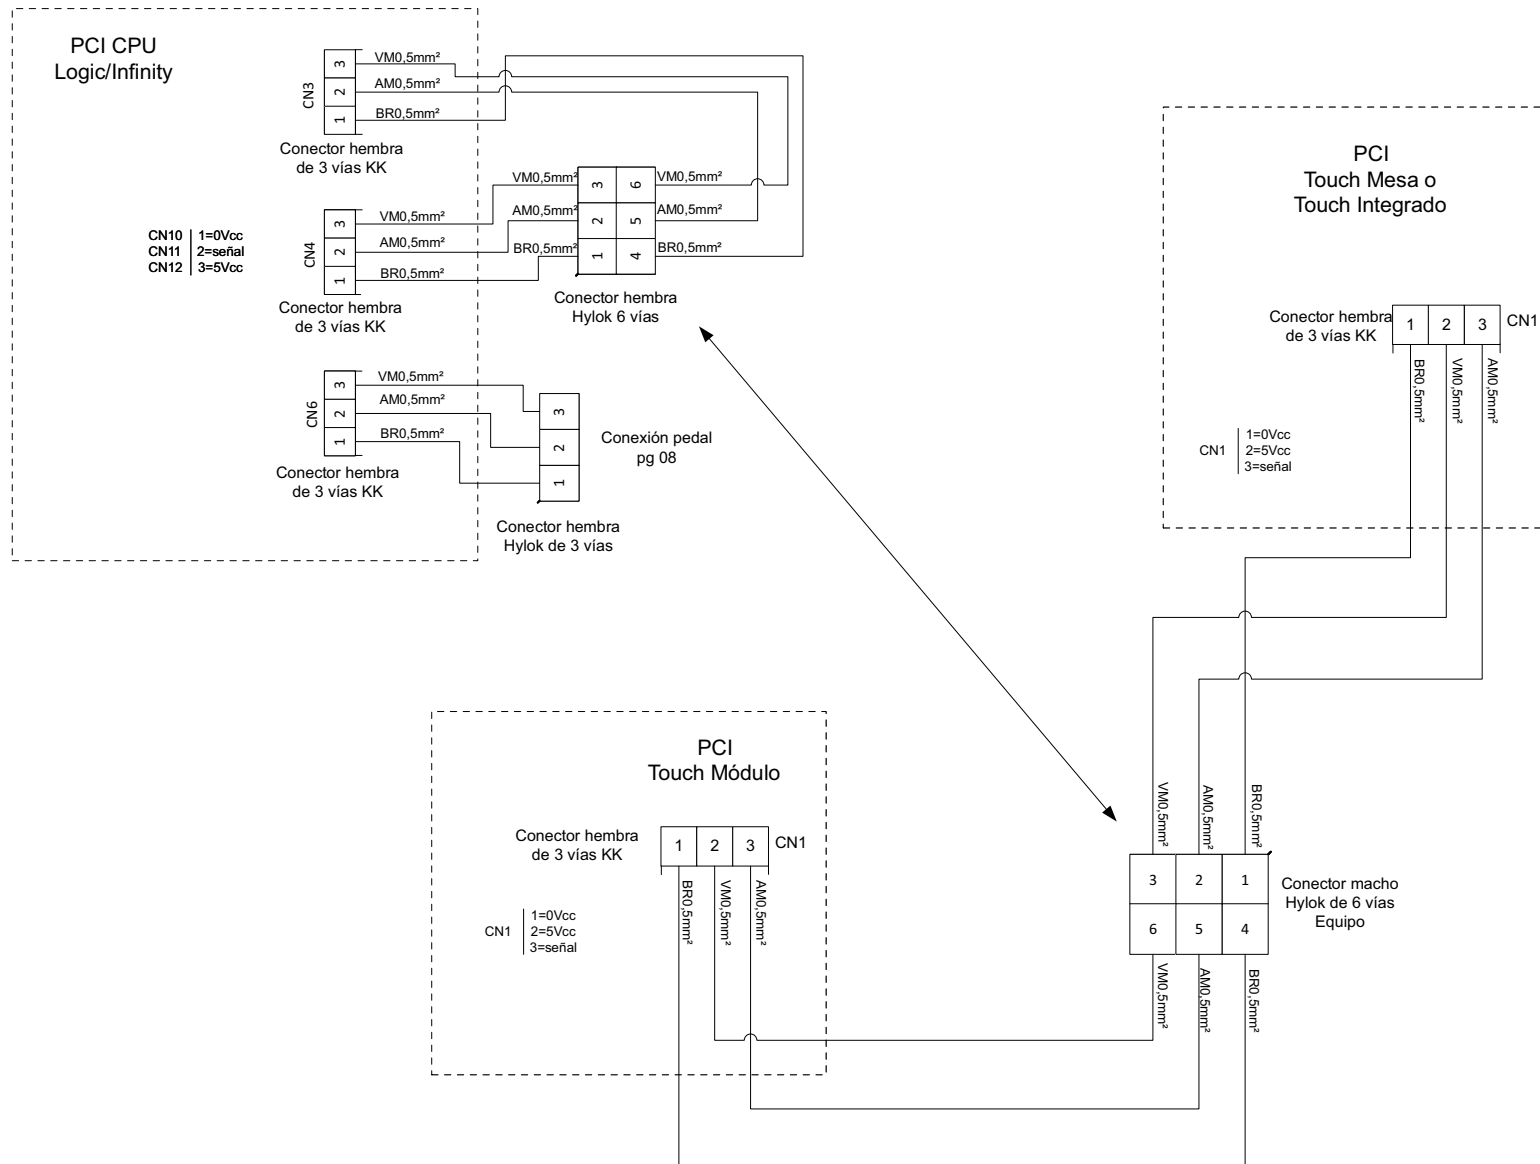 PCI CPU
Logic/Infinity
CN3
3
2
1
VM0,5mm²
AM0,5mm²
BR0,5mm²
Conector hembra
de 3 vías KK
CN10 1=0Vcc
CN11 2=señal
CN12 3=5Vcc
CN4
3
2
1
VM0,5mm²
AM0,5mm²
BR0,5mm²
Conector hembra
de 3 vías KK
VM0,5mm² 3 6 VM0,5mm²
AM0,5mm² 2 5 AM0,5mm²
BR0,5mm² 1 4 BR0,5mm²
Conector hembra
Hylok 6 vías
CN6
3
2
1
VM0,5mm²
AM0,5mm²
BR0,5mm²
Conector hembra
de 3 vías KK
3
2
1
Conexión pedal
pg 08
Conector hembra
Hylok de 3 vías
PCI
Touch Mesa o
Touch Integrado
Conector hembra
de 3 vías KK
1 2 3 CN1
BR0,5mm²
VM0,5mm²
AM0,5mm²
CN1
1=0Vcc
2=5Vcc
3=señal
PCI
Touch Módulo
Conector hembra
de 3 vías KK
1 2 3 CN1
BR0,5mm²
VM0,5mm²
AM0,5mm²
CN1
1=0Vcc
2=5Vcc
3=señal
VM0,5mm²
AM0,5mm²
BR0,5mm²
3 2 1
6 5 4
Conector macho
Hylok de 6 vías
Equipo
VM0,5mm²
AM0,5mm²
BR0,5mm²